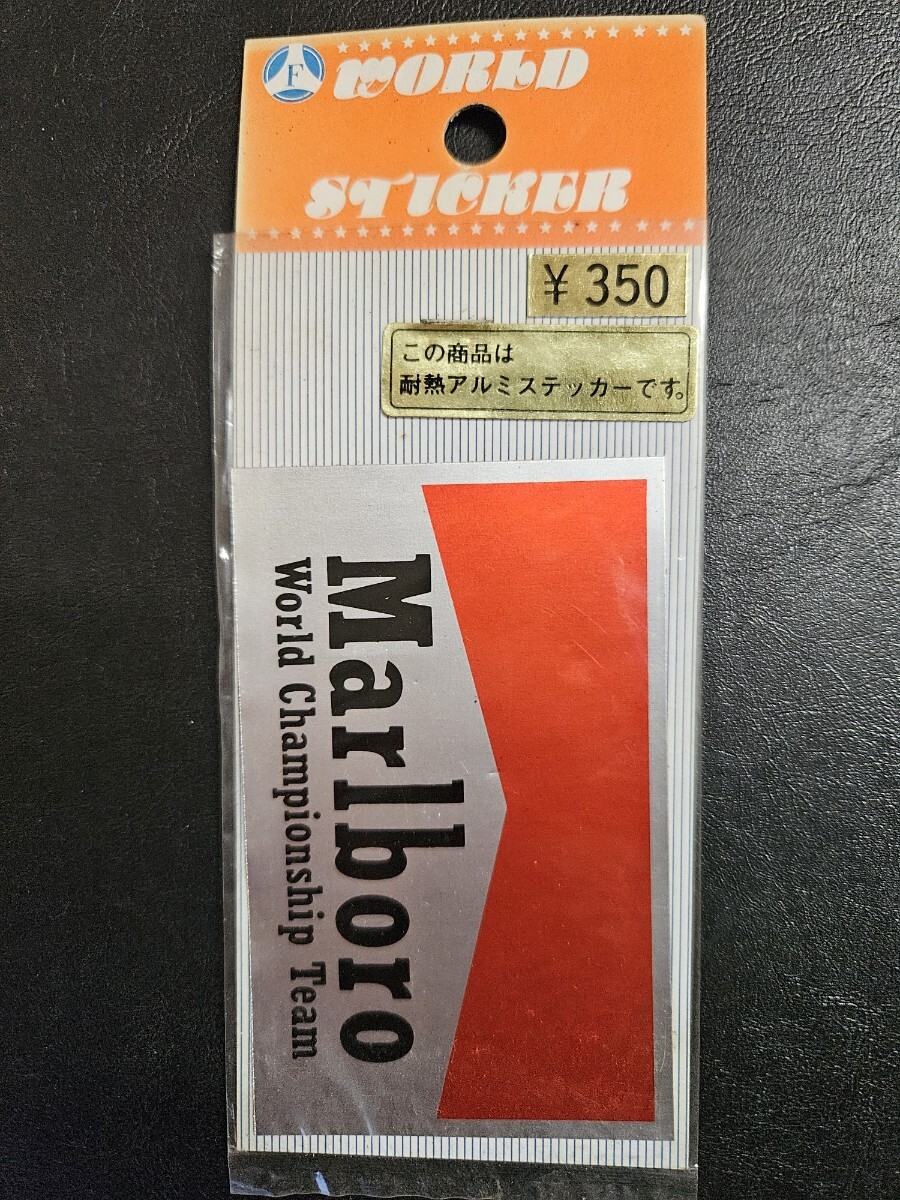 F
WORLD
STICKER
¥350
この商品は
耐熱アルミステッカーです。
Marlboro
World Championship Team